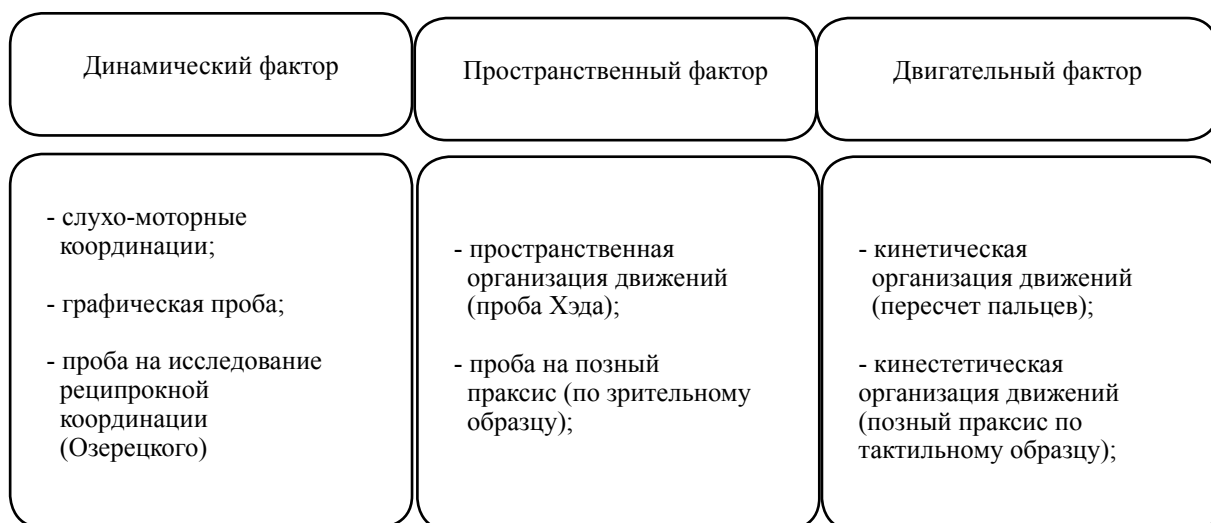 Динамический фактор
Пространственный фактор
Двигательный фактор
- слухо-моторные
координации;
- графическая проба;
- проба на исследование
реципрокной
координации
(Озерецкого)
- пространственная
организация движений
(проба Хэда);
- проба на позный
праксис (по зрительному
образцу);
- кинетическая
организация движений
(пересчет пальцев);
- кинестетическая
организация движений
(позный праксис по
тактильному образцу);